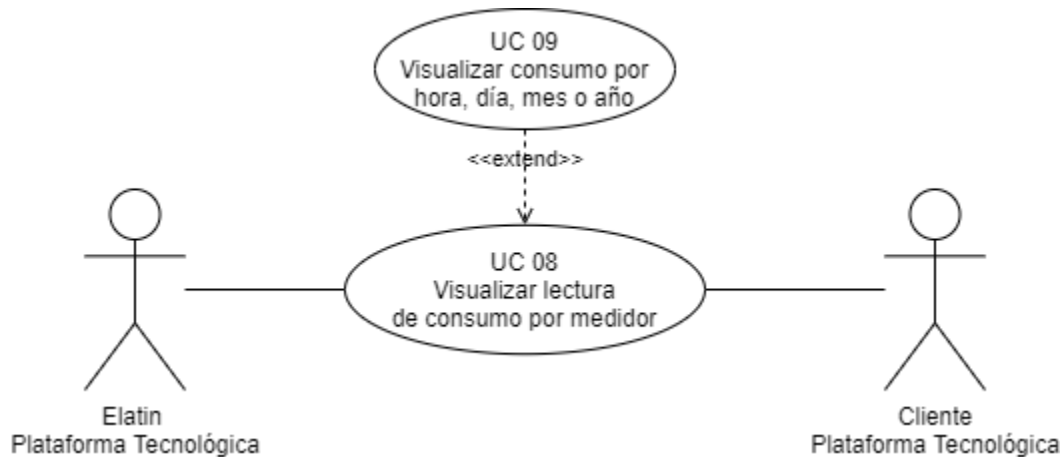 UC 09
Visualizar consumo por
hora, día, mes o año
<<extend>>
UC 08
Visualizar lectura
de consumo por medidor
Elatin
Plataforma Tecnológica
Cliente
Plataforma Tecnológica